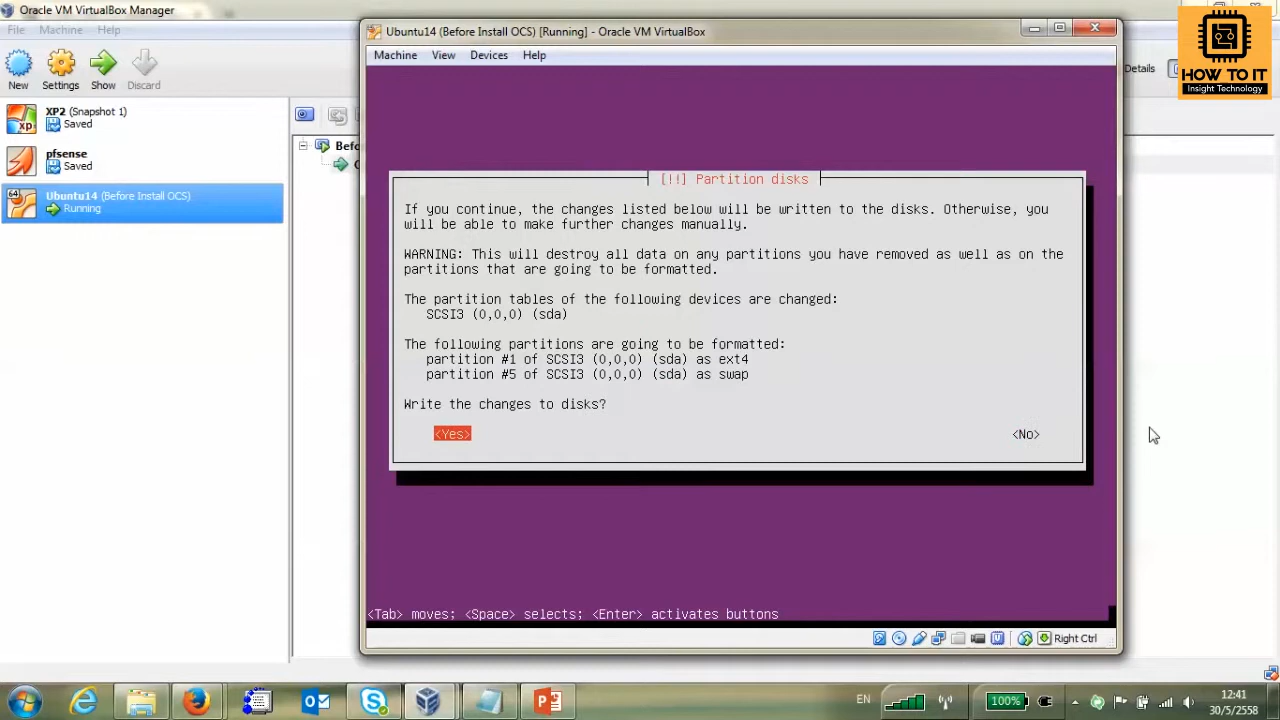 Oracle VM VirtualBox Manager
File Machine Help
New Settings Show Discard
XP2 (Snapshot 1)
Saved
pfsense
Saved
64
Ubuntu14 (Before Install OCS)
Running
Details
HOW TO IT
Insight Technology
Ubuntu14 (Before Install OCS) [Running] - Oracle VM VirtualBox
Machine View Devices Help
[!!] Partition disks
If you continue, the changes listed below will be written to the disks. Otherwise, you
will be able to make further changes manually.
WARNING: This will destroy all data on any partitions you have removed as well as on the
partitions that are going to be formatted.
The partition tables of the following devices are changed:
SCSI3 (0,0,0) (sda)
The following partitions are going to be formatted:
partition #1 of SCSI3 (0,0,0) (sda) as ext4
partition #5 of SCSI3 (0,0,0) (sda) as swap
Write the changes to disks?
<Yes> <No>
<Tab> moves; <Space> selects; <Enter> activates buttons
Right Ctrl
EN
100%
12:41
30/5/2558